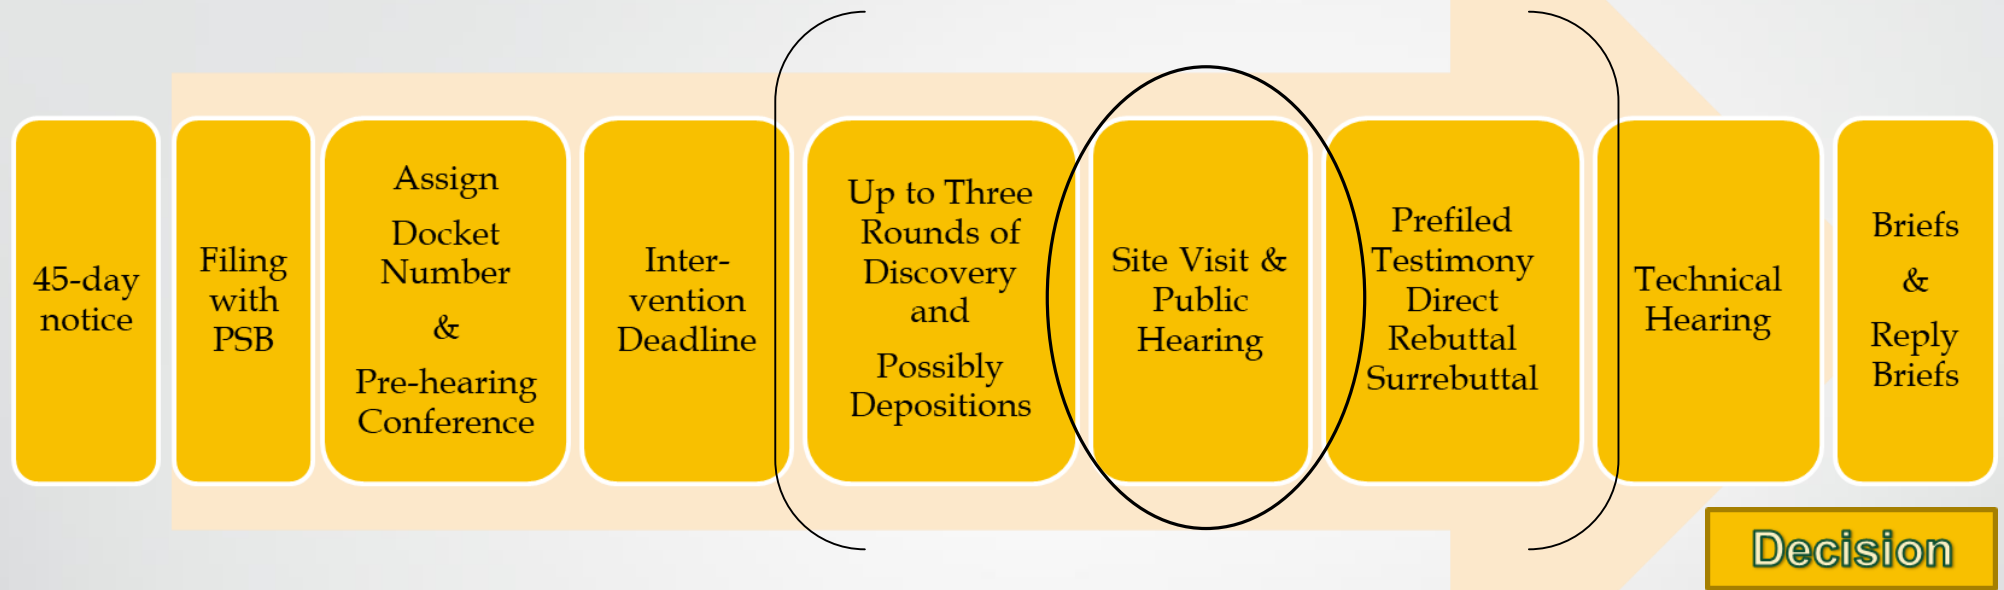 45-day
notice
Filing
with
PSB
Assign
Docket
Number
&
Pre-hearing
Conference
Inter-
vention
Deadline
Up to Three
Rounds of
Discovery
and
Possibly
Depositions
Site Visit &
Public
Hearing
Prefiled
Testimony
Direct
Rebuttal
Surrebuttal
Technical
Hearing
Briefs
&
Reply
Briefs
Decision